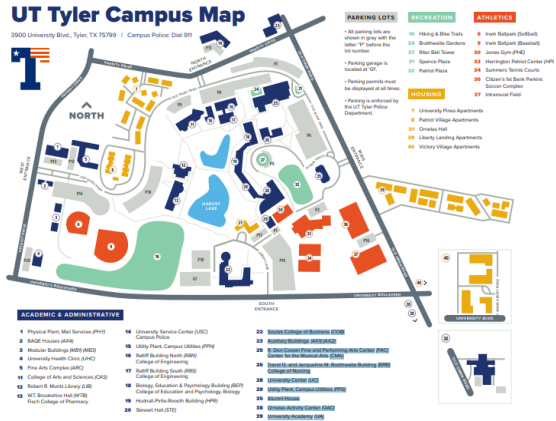 UT Tyler Campus Map
3900 University Blvd., Tyler, TX 75799 | Campus Police: Dial 911
PARKING LOTS
• All parking lots
are shown in
grey with the
letter "P" before the
lot number.
• Parking garage is
located at
• Parking permits
must be
displayed at all times.
• Parking is enforced by
the UT Tyler Police
Department.
RECREATION
10 Hiking & Bike Trails
24 Braithwaite Gardens
27 Riter Bell Tower
31 Spence Plaza
32 Patriot Plaza
ATHLETICS
6 Irwin Ballpark (Softball)
9 Irwin Ballpark (Baseball)
30 Jones Gym (PHE)
33 Herrington Patriot Center (HPC)
34 Summers Tennis Courts
36 Citizen's 1st Bank Perkins
Soccer Complex
37 Intramural Field
HOUSING
7 University Pines Apartments
8 Patriot Village Apartments
21 Ornelas Hall
39 Liberty Landing Apartments
40 Victory Village Apartments
NORTH
NORTH ENTRANCE
WEST ENTRANCE
MAIN ENTRANCE
HARVEY
LAKE
SOUTH
ENTRANCE
UNIVERSITY BOULEVARD
UNIVERSITY BOULEVARD
UNIVERSITY BLVD.
ACADEMIC & ADMINISTRATIVE
1 Physical Plant, Mail Services (PHY)
2 BAGE Houses (AX4)
3 Modular Buildings (MB1) (MB2)
4 University Health Clinic (UHC)
5 Fine Arts Complex (ARC)
11 College of Arts and Sciences (CAS)
12 Robert R. Muntz Library (LIB)
13 W.T. Brookshire Hall (WTB)
Fisch College of Pharmacy
14 University Service Center (USC)
Campus Police
15 Utility Plant, Campus Utilities (PPN)
16 Ratliff Building North (RBN)
College of Engineering
17 Ratliff Building South (RBS)
College of Engineering
18 Biology, Education & Psychology Building (BEP)
College of Education and Psychology, Biology
19 Hudnall-Pirtle-Roosth Building (HPR)
20 Stewart Hall (STE)
22 Soules College of Business (COB)
23 Auxiliary Buildings (AX1) (AX2)
25 R. Don Cowan Fine and Performing Arts Center (FAC)
Center for the Musical Arts (CMA)
26 David G. and Jacqueline M. Braithwaite Building (BRB)
College of Nursing
28 University Center (UC)
29 Utility Plant, Campus Utilities (PPS)
35 Alumni House
38 Ornelas Activity Center (OAC)
39 University Academy (UA)